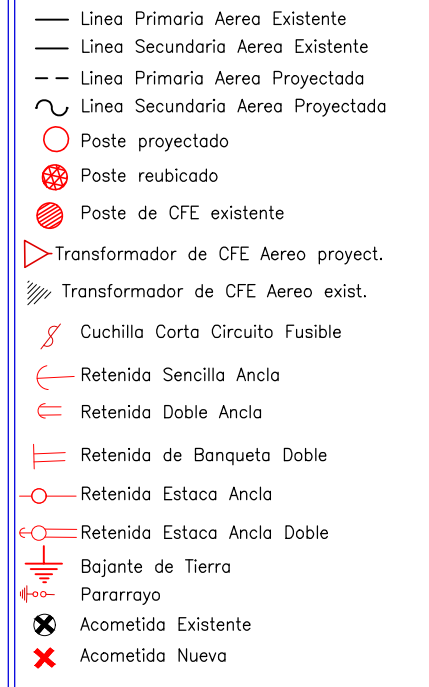 Linea Primaria Aerea Existente
Linea Secundaria Aerea Existente
Linea Primaria Aerea Proyectada
Linea Secundaria Aerea Proyectada
Poste proyectado
Poste reubicado
Poste de CFE existente
Transformador de CFE Aereo proyect.
Transformador de CFE Aereo exist.
Cuchilla Corta Circuito Fusible
Retenida Sencilla Ancla
Retenida Doble Ancla
Retenida de Banqueta Doble
Retenida Estaca Ancla
Retenida Estaca Ancla Doble
Bajante de Tierra
Pararrayo
Acometida Existente
Acometida Nueva